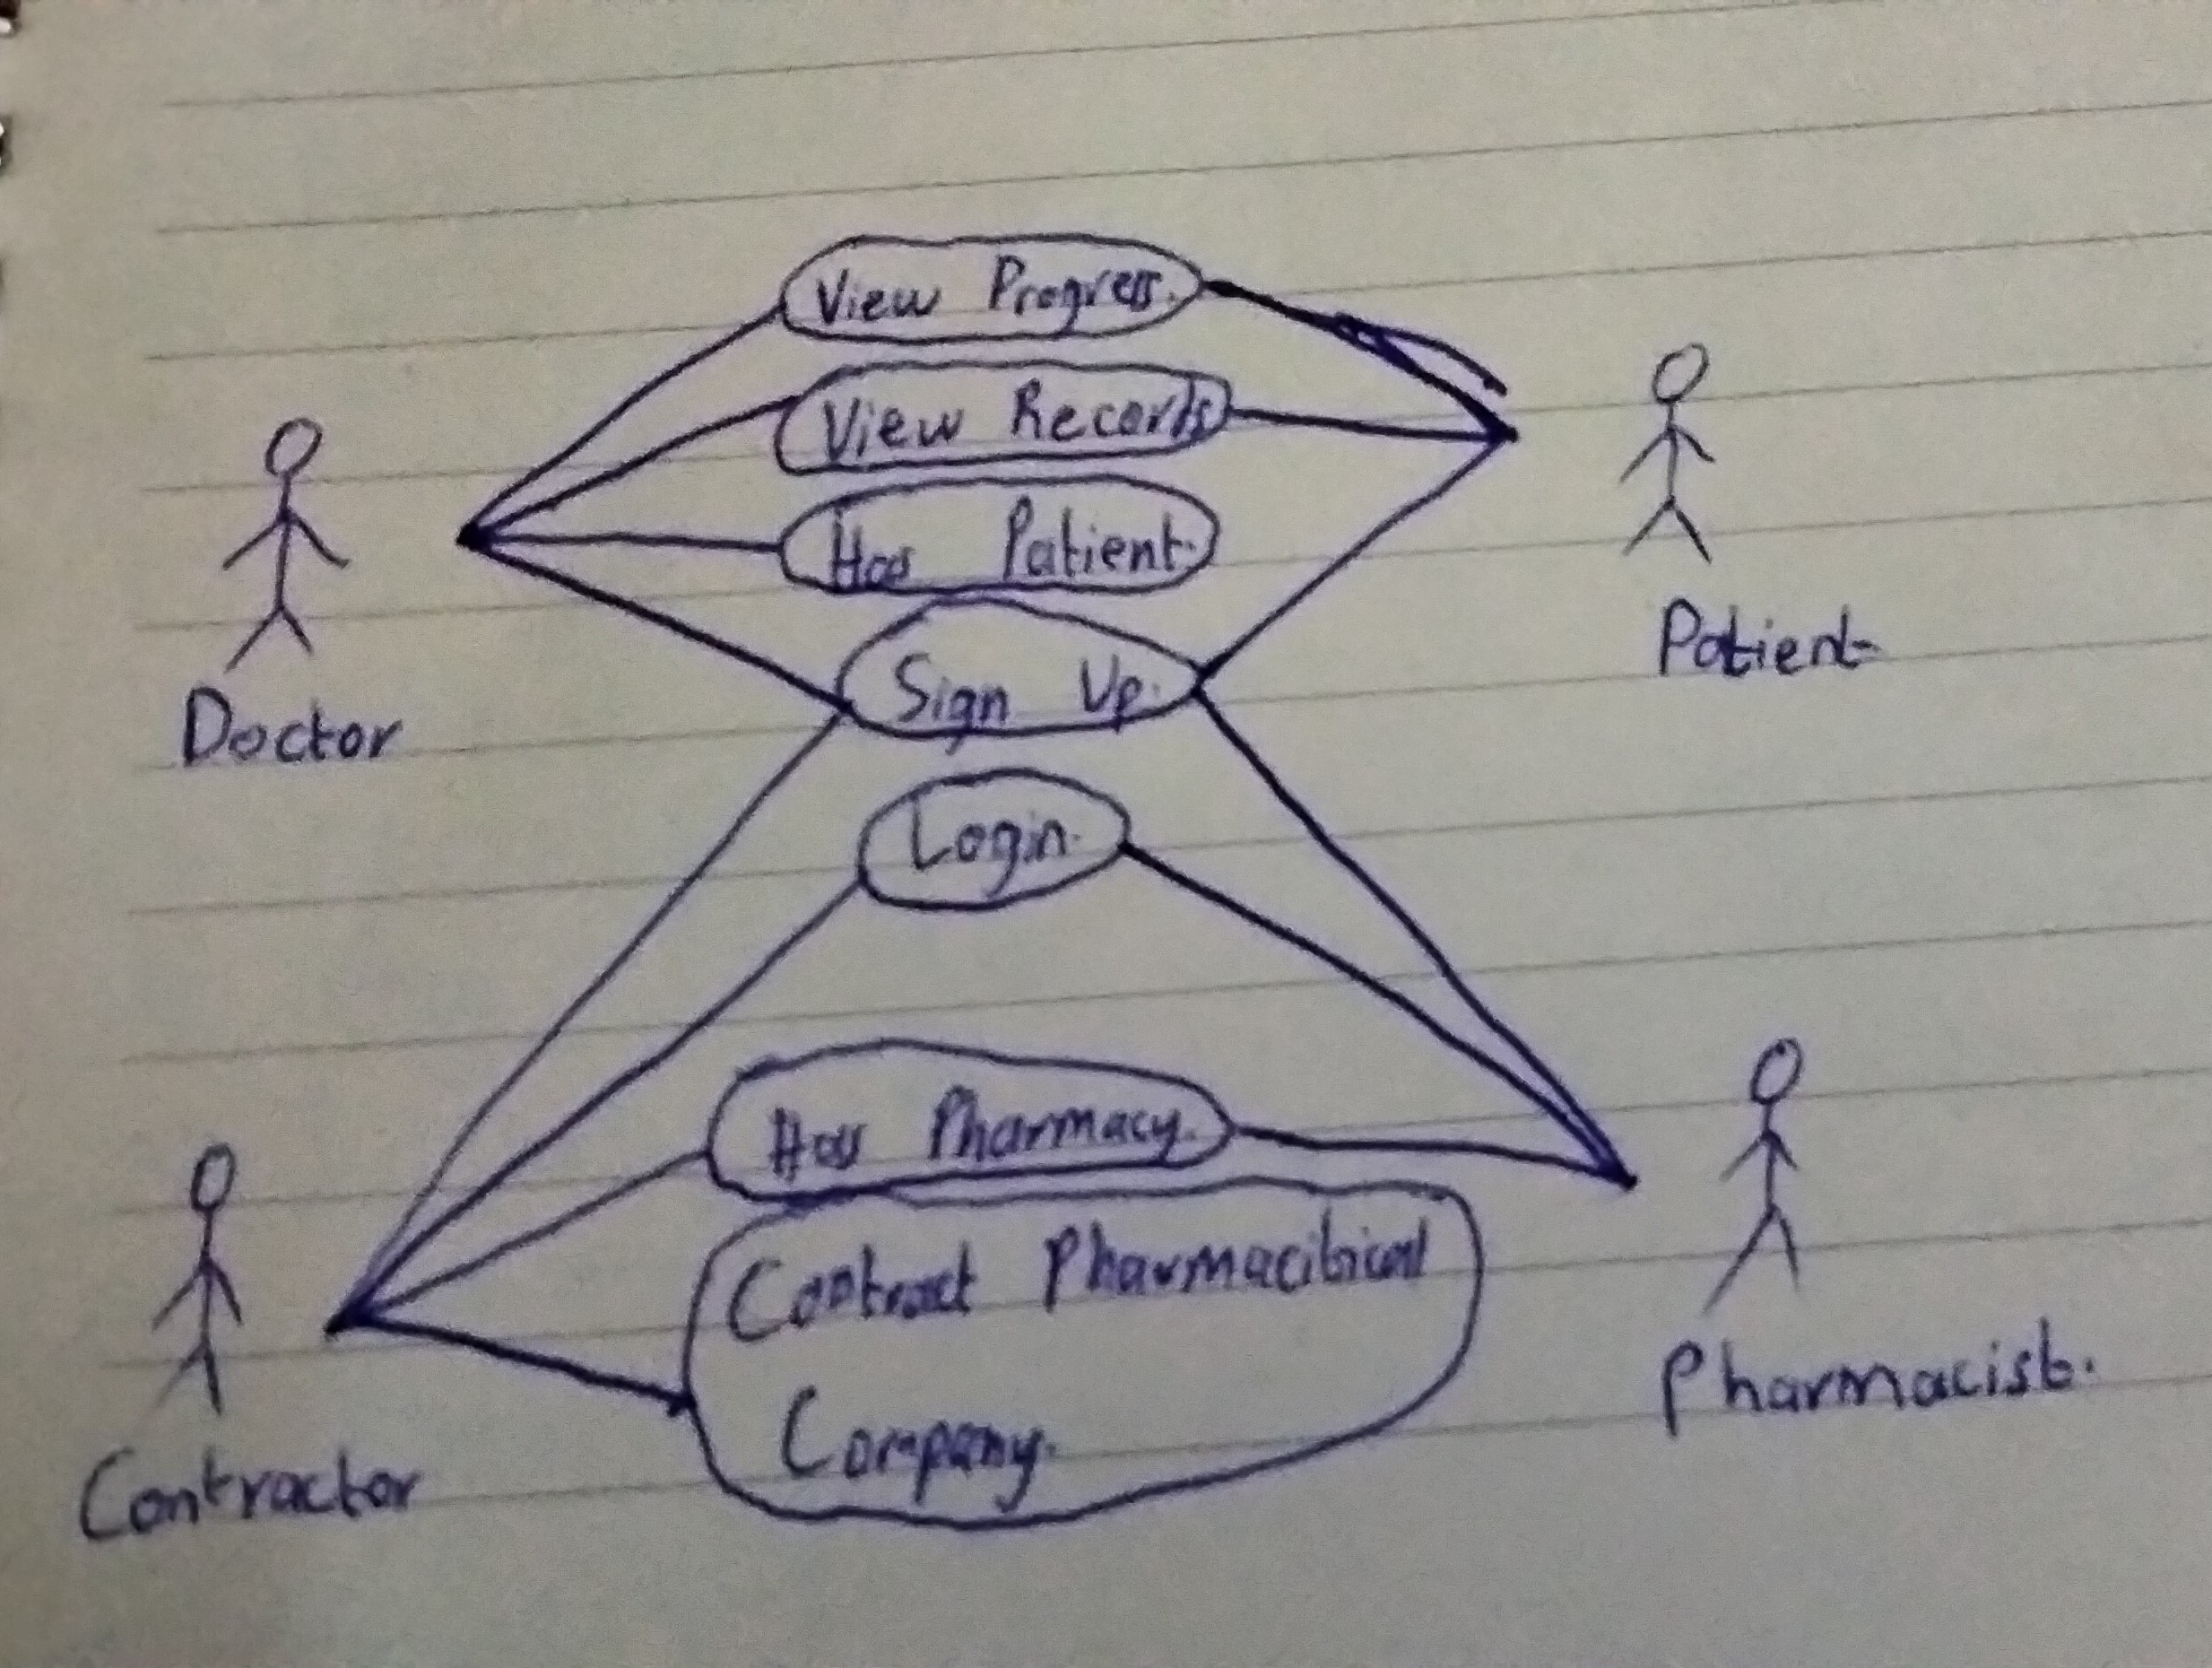 View Progress.
View Records
Has Patient.
Sign Up.
Patient
Doctor
Login.
Has Pharmacy.
Contract Pharmacitical
Company.
Pharmacist.
Contractor